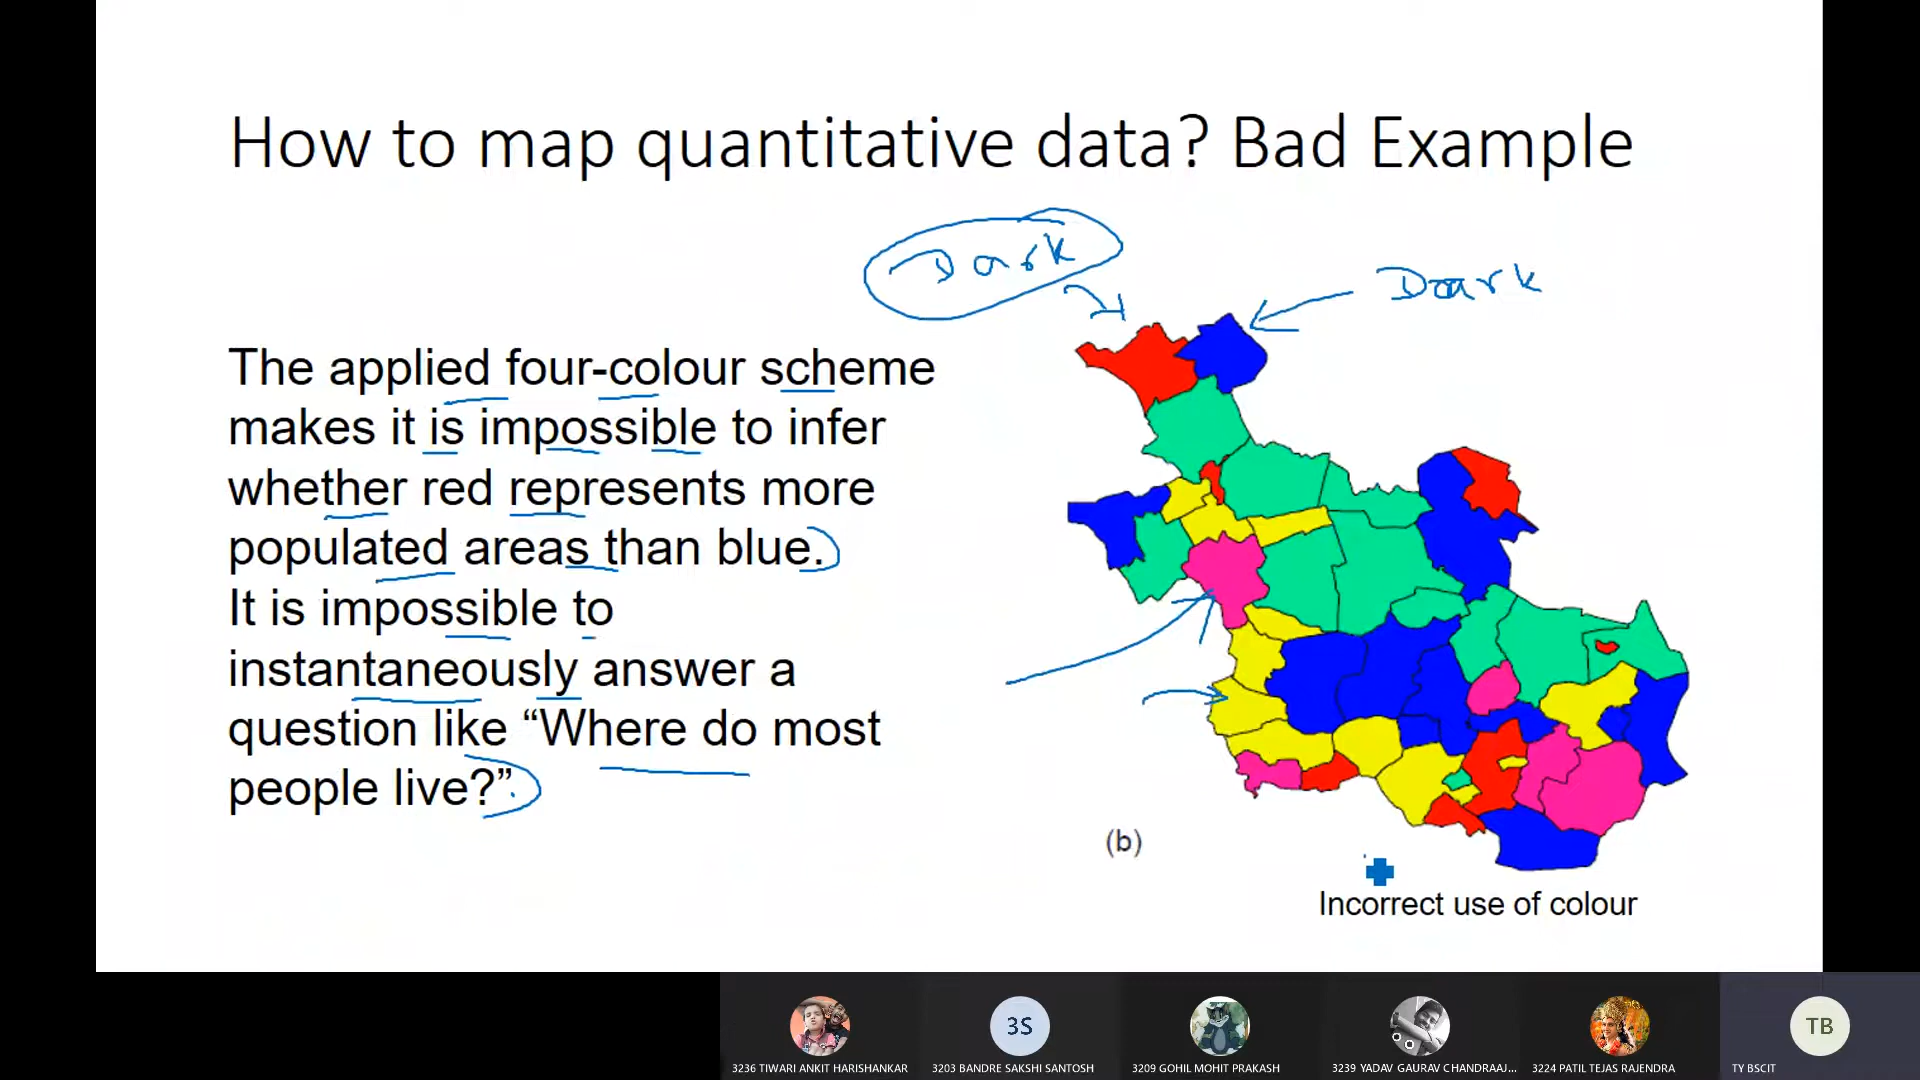 How to map quantitative data? Bad Example
Dark
Dark
The applied four-colour scheme
makes it is impossible to infer
whether red represents more
populated areas than blue.
It is impossible to
instantaneously answer a
question like “Where do most
people live?”
(b)
Incorrect use of colour
3S
TB
3236 TIWARI ANKIT HARISHANKAR
3203 BANDRE SAKSHI SANTOSH
3209 GOHIL MOHIT PRAKASH
3239 YADAV GAURAV CHANDRAAJ...
3224 PATIL TEJAS RAJENDRA
TY BSCIT